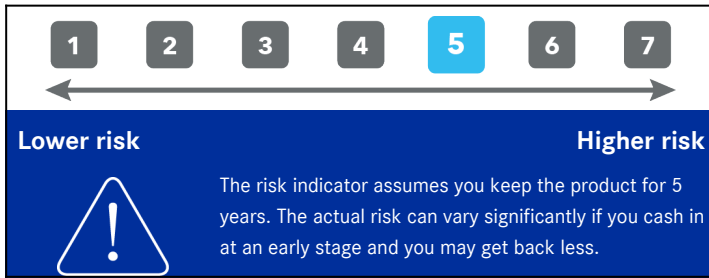 1 2 3 4 5 6 7
Lower risk Higher risk
The risk indicator assumes you keep the product for 5
years. The actual risk can vary significantly if you cash in
at an early stage and you may get back less.